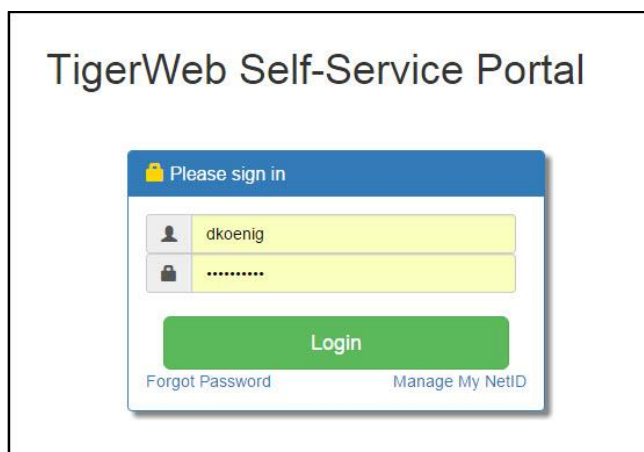 TigerWeb Self-Service Portal
Please sign in
dkoenig
••••••••••
Login
Forgot Password Manage My NetID